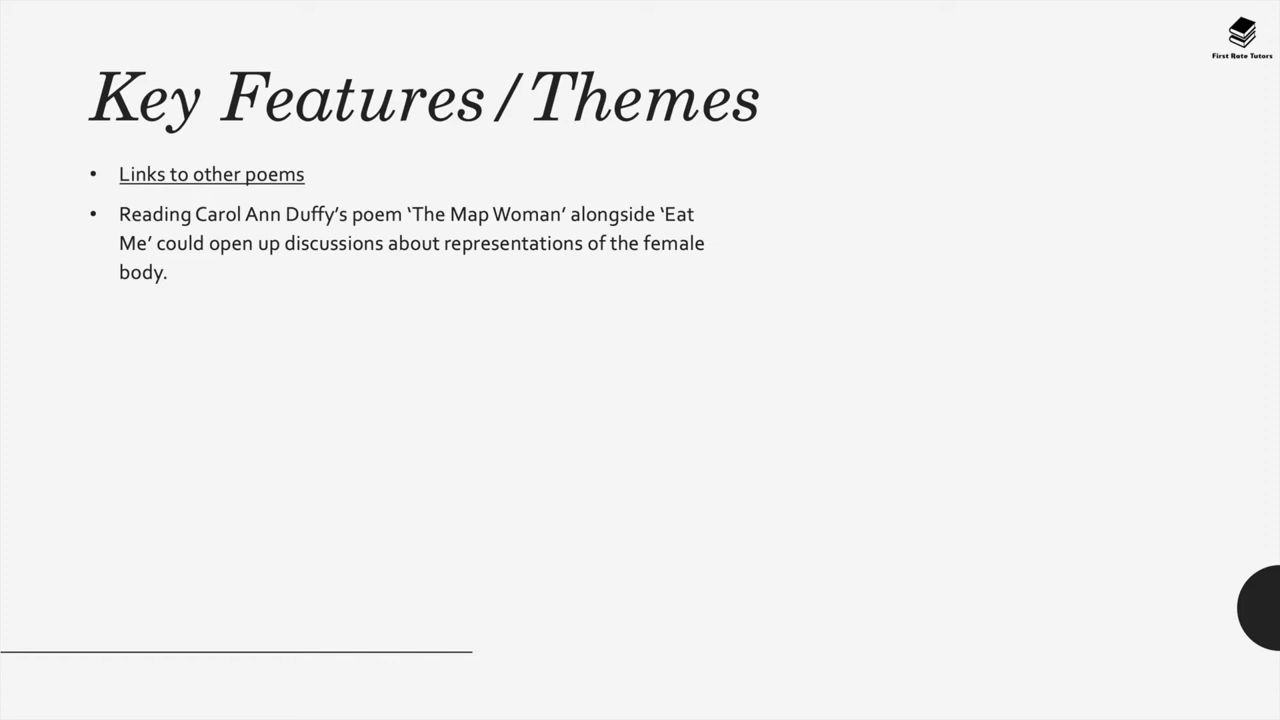 First Rate Tutors
Key Features/Themes
• Links to other poems
• Reading Carol Ann Duffy’s poem ‘The Map Woman’ alongside ‘Eat
Me’ could open up discussions about representations of the female
body.